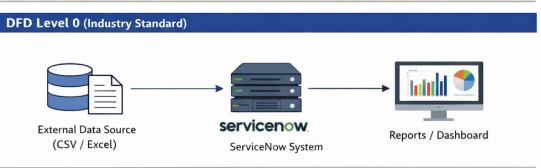 DFD Level 0 (Industry Standard)
servicenow
External Data Source
(CSV / Excel)
ServiceNow System
Reports / Dashboard